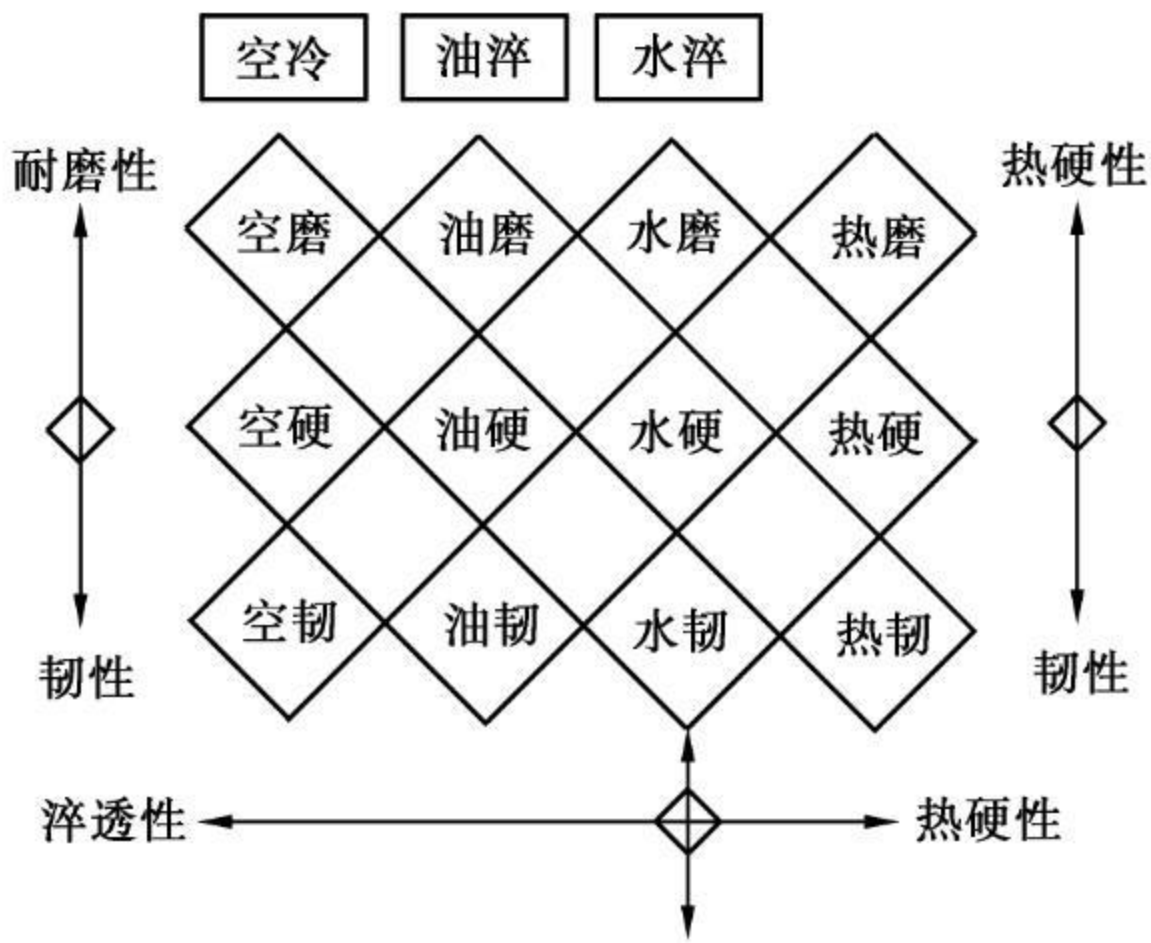 空冷 油淬 水淬
耐磨性 热硬性
空磨 油磨 水磨 热磨
空硬 油硬 水硬 热硬
空韧 油韧 水韧 热韧
韧性 韧性
淬透性 热硬性